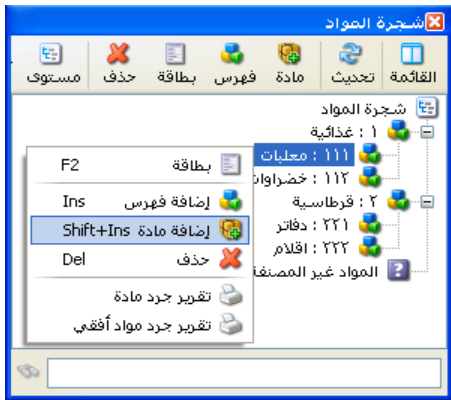 شجرة المواد
القائمة تحديث مادة فهرس بطاقة حذف مستوى
شجرة المواد
١ : غذائية
١١١ : معلبات
١١٢ : خضراوات
٢ : قرطاسية
٢٢١ : دفاتر
٢٢٢ : اقلام
المواد غير المصنفة
بطاقة F2
إضافة فهرس Ins
إضافة مادة Shift+Ins
حذف Del
تقرير جرد مادة
تقرير جرد مواد أفقي